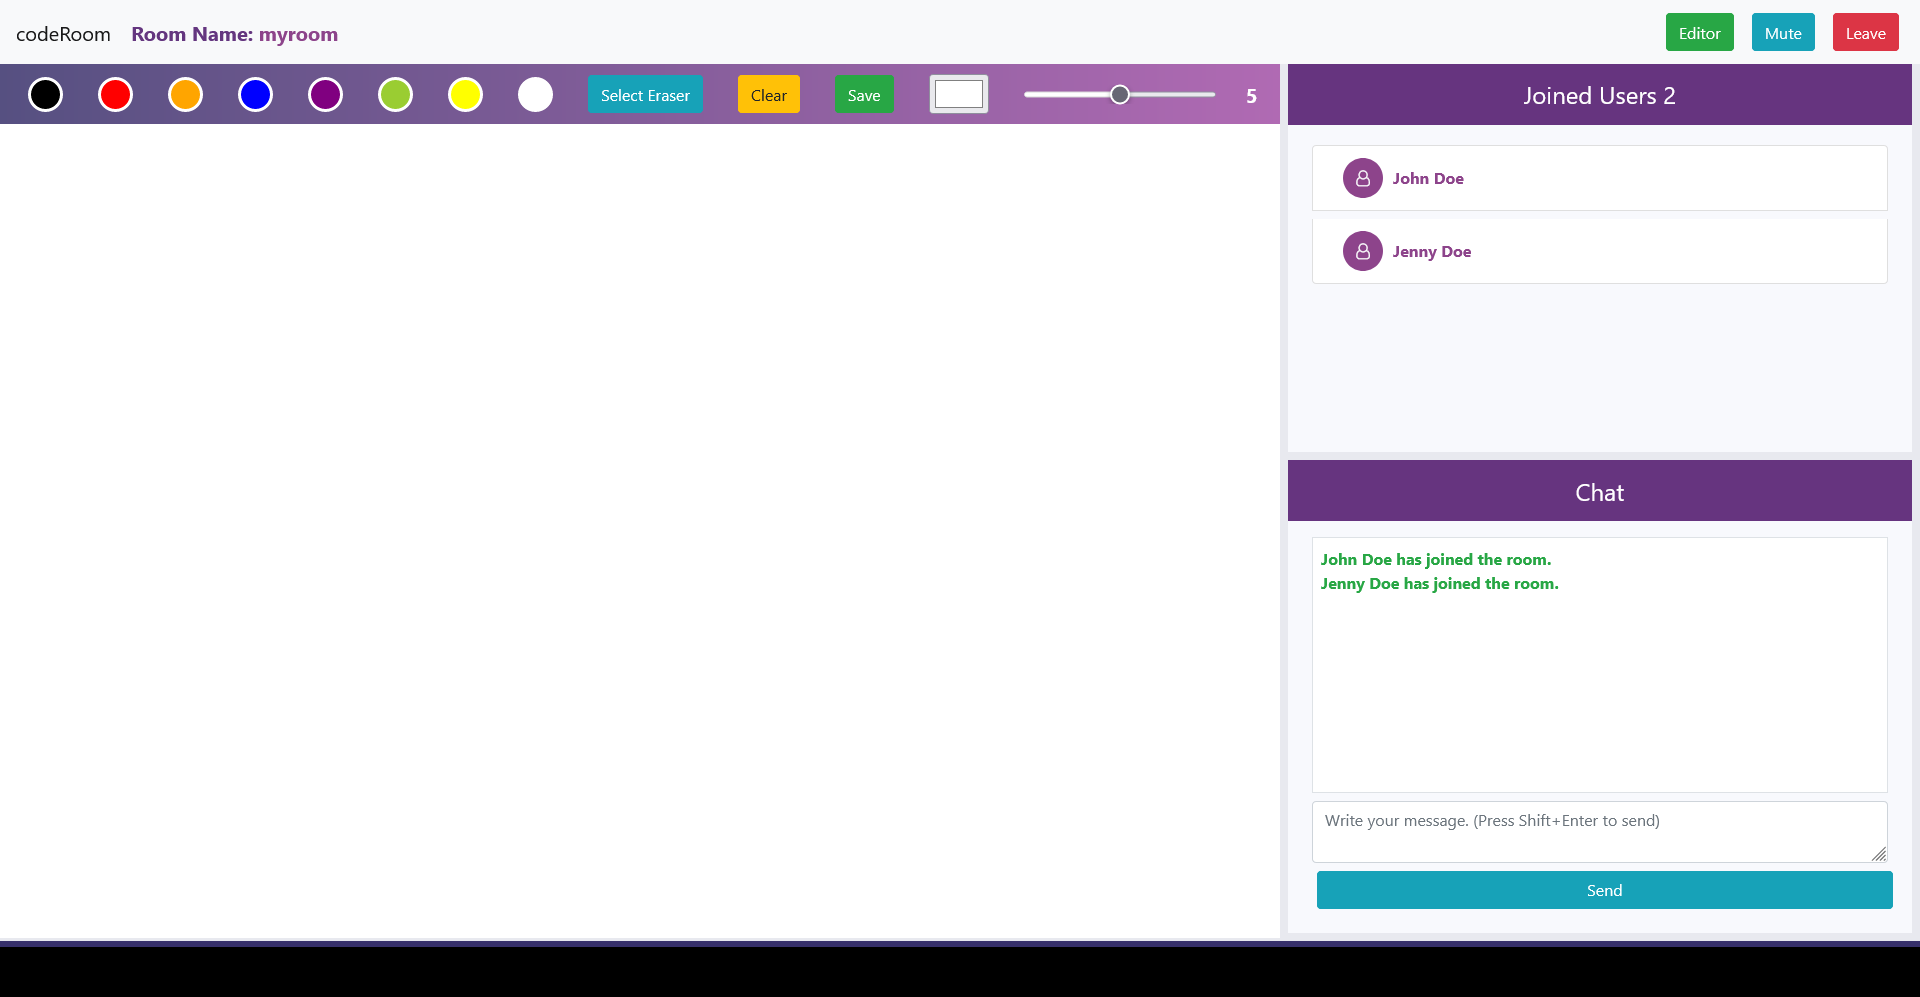 codeRoom Room Name: myroom Editor Mute Leave
Select Eraser Clear Save 5
Joined Users 2
John Doe
Jenny Doe
Chat
John Doe has joined the room.
Jenny Doe has joined the room.
Write your message. (Press Shift+Enter to send)
Send